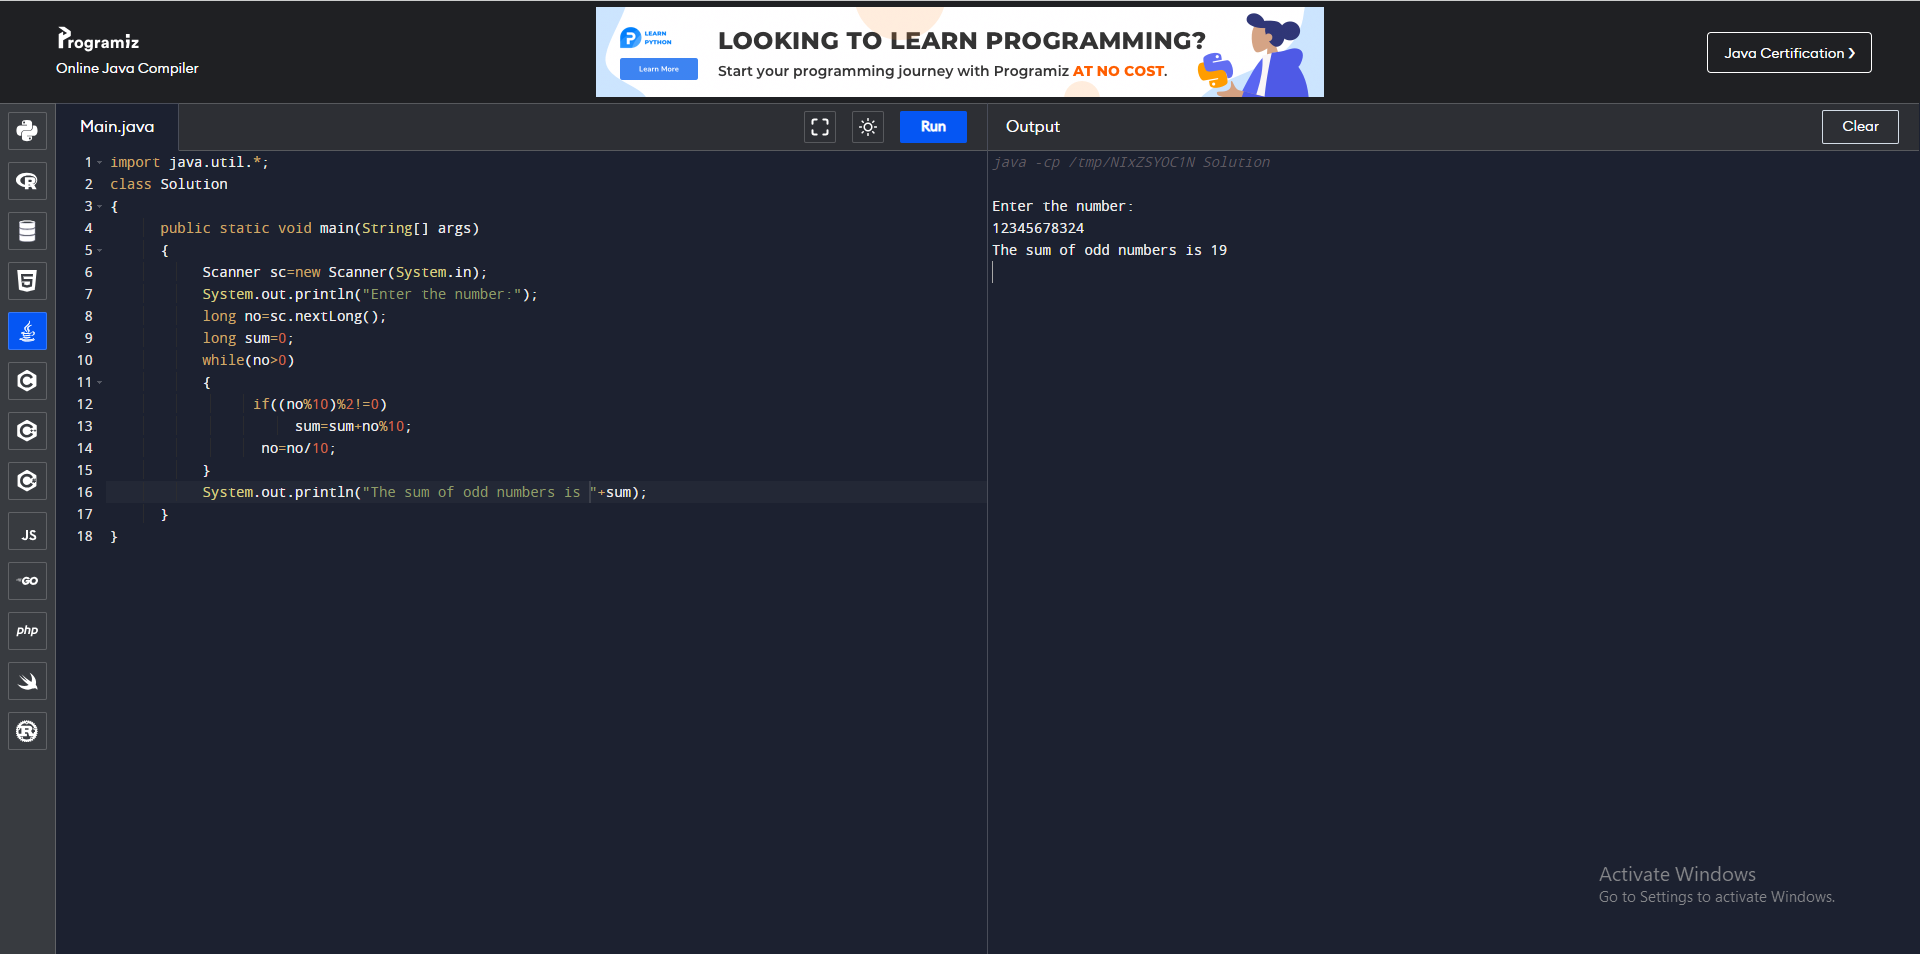 Programiz
Online Java Compiler
LEARN
PYTHON
Learn More
LOOKING TO LEARN PROGRAMMING?
Start your programming journey with Programiz AT NO COST.
Java Certification ❯
Main.java
Run
Output
Clear
1 import java.util.*;
2 class Solution
3 {
4 public static void main(String[] args)
5 {
6 Scanner sc=new Scanner(System.in);
7 System.out.println("Enter the number:");
8 long no=sc.nextLong();
9 long sum=0;
10 while(no>0)
11 {
12 if((no%10)%2!=0)
13 sum=sum+no%10;
14 no=no/10;
15 }
16 System.out.println("The sum of odd numbers is "+sum);
17 }
18 }
java -cp /tmp/NIxZSYOC1N Solution
Enter the number:
12345678324
The sum of odd numbers is 19
JS
GO
php
Activate Windows
Go to Settings to activate Windows.